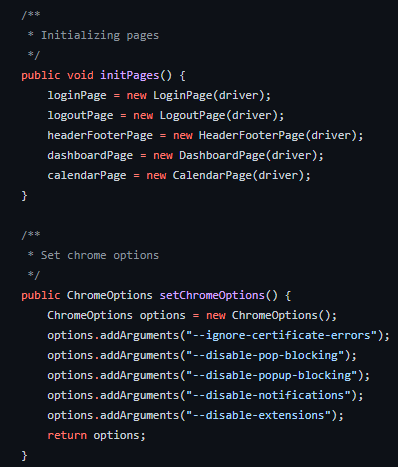 /**
 * Initializing pages
 */
public void initPages() {
    loginPage = new LoginPage(driver);
    logoutPage = new LogoutPage(driver);
    headerFooterPage = new HeaderFooterPage(driver);
    dashboardPage = new DashboardPage(driver);
    calendarPage = new CalendarPage(driver);
}

/**
 * Set chrome options
 */
public ChromeOptions setChromeOptions() {
    ChromeOptions options = new ChromeOptions();
    options.addArguments("--ignore-certificate-errors");
    options.addArguments("--disable-pop-blocking");
    options.addArguments("--disable-popup-blocking");
    options.addArguments("--disable-notifications");
    options.addArguments("--disable-extensions");
    return options;
}